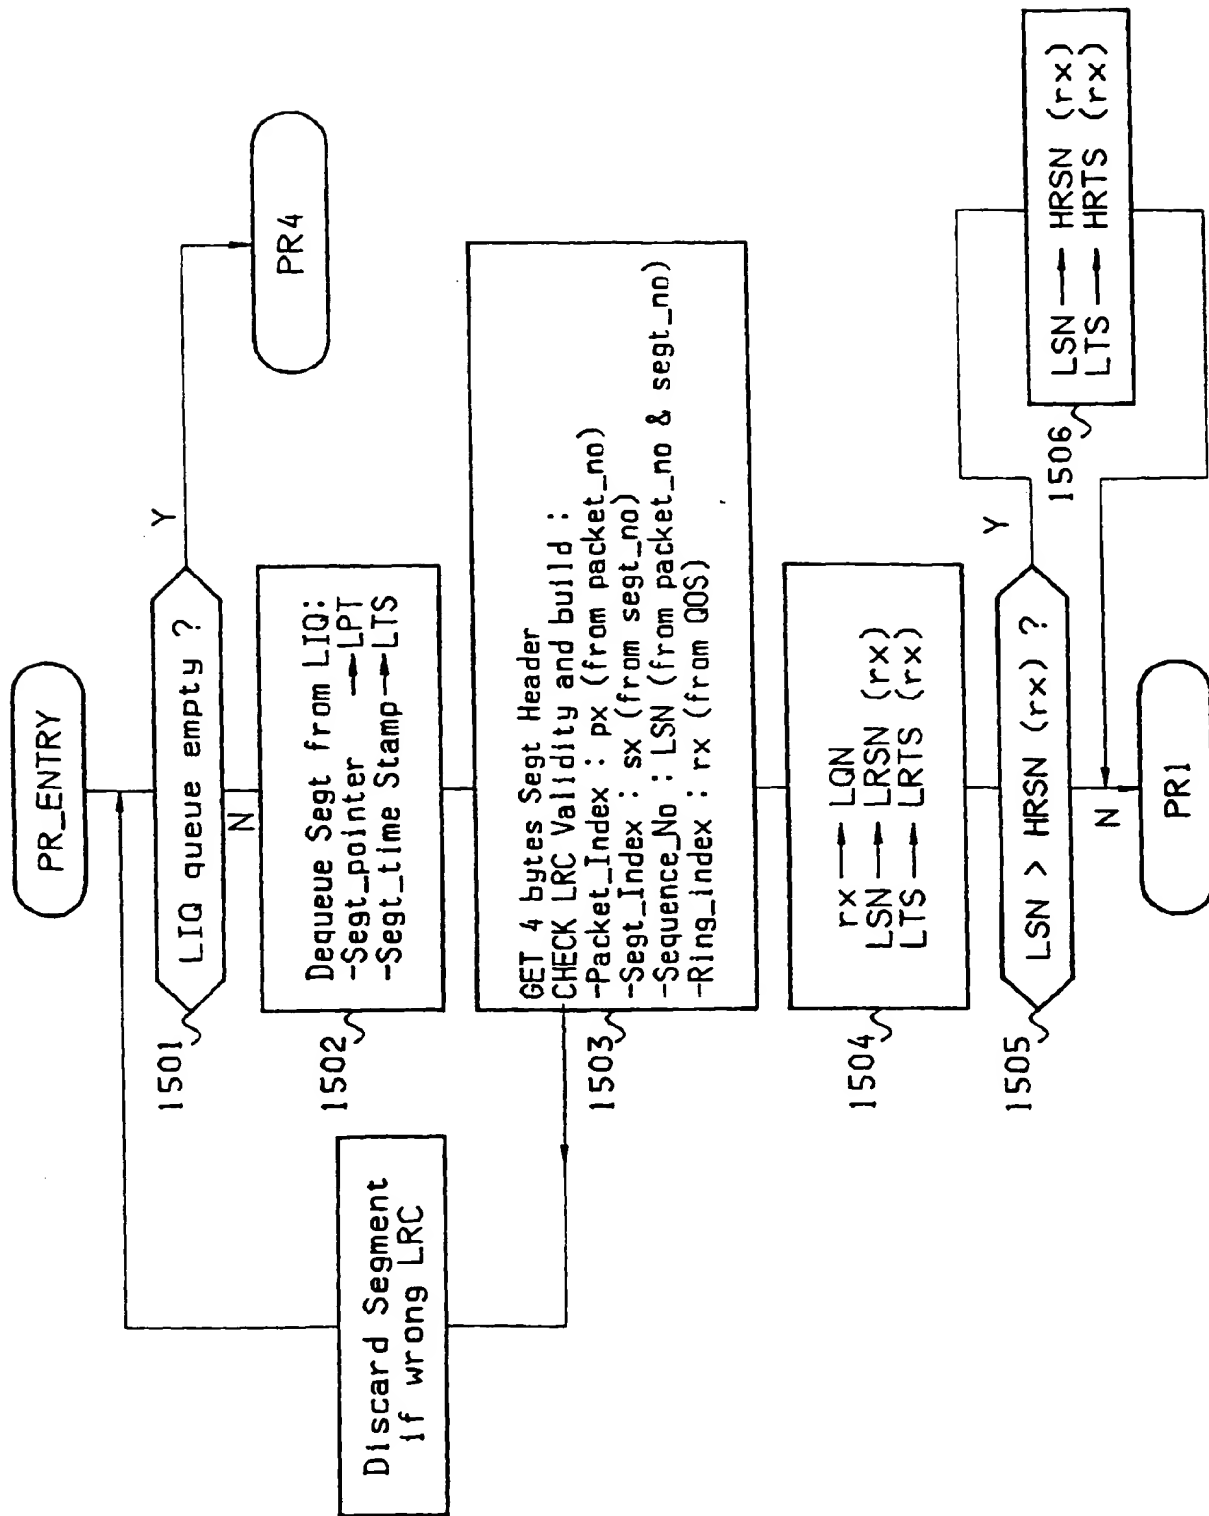 PR_ENTRY
LIQ queue empty ?
Y
PR4
1501
N
Dequeue Segt from LIQ:
-Segt_pointer → LPT
-Segt_time Stamp → LTS
1502
GET 4 bytes Segt Header
CHECK LRC Validity and build :
-Packet_Index : px (from packet_no)
-Segt_Index : sx (from segt_no)
-Sequence_No : LSN (from packet_no & segt_no)
-Ring_index : rx (from QOS)
1503
Discard Segment
if wrong LRC
rx → LQN
LSN → LRSN (rx)
LTS → LRTS (rx)
1504
LSN > HRSN (rx) ?
Y
1505
LSN → HRSN (rx)
LTS → HRTS (rx)
1506
N
PR1